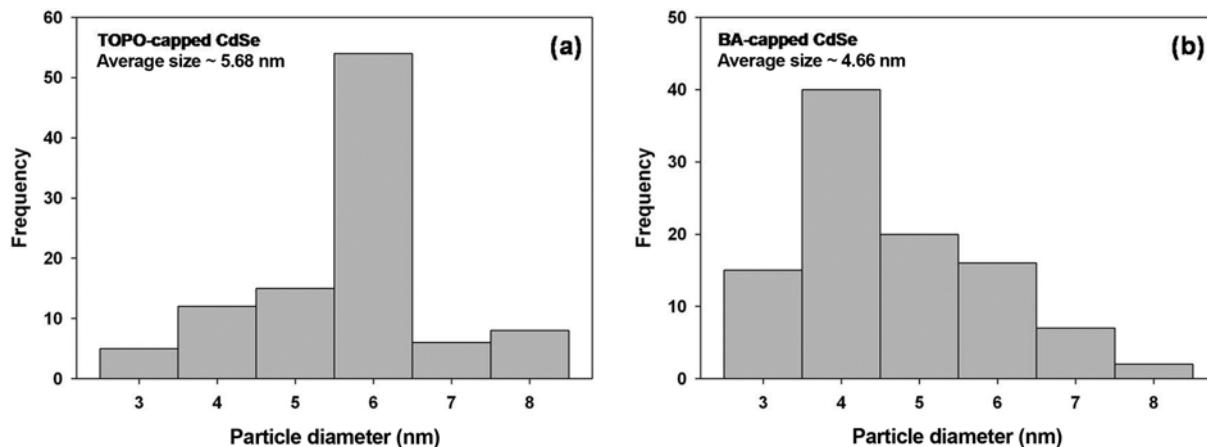 TOPO-capped CdSe
Average size ~ 5.68 nm
(a)
60
50
40
30
20
10
0
Frequency
3 4 5 6 7 8
Particle diameter (nm)
BA-capped CdSe
Average size ~ 4.66 nm
(b)
50
40
30
20
10
0
Frequency
3 4 5 6 7 8
Particle diameter (nm)